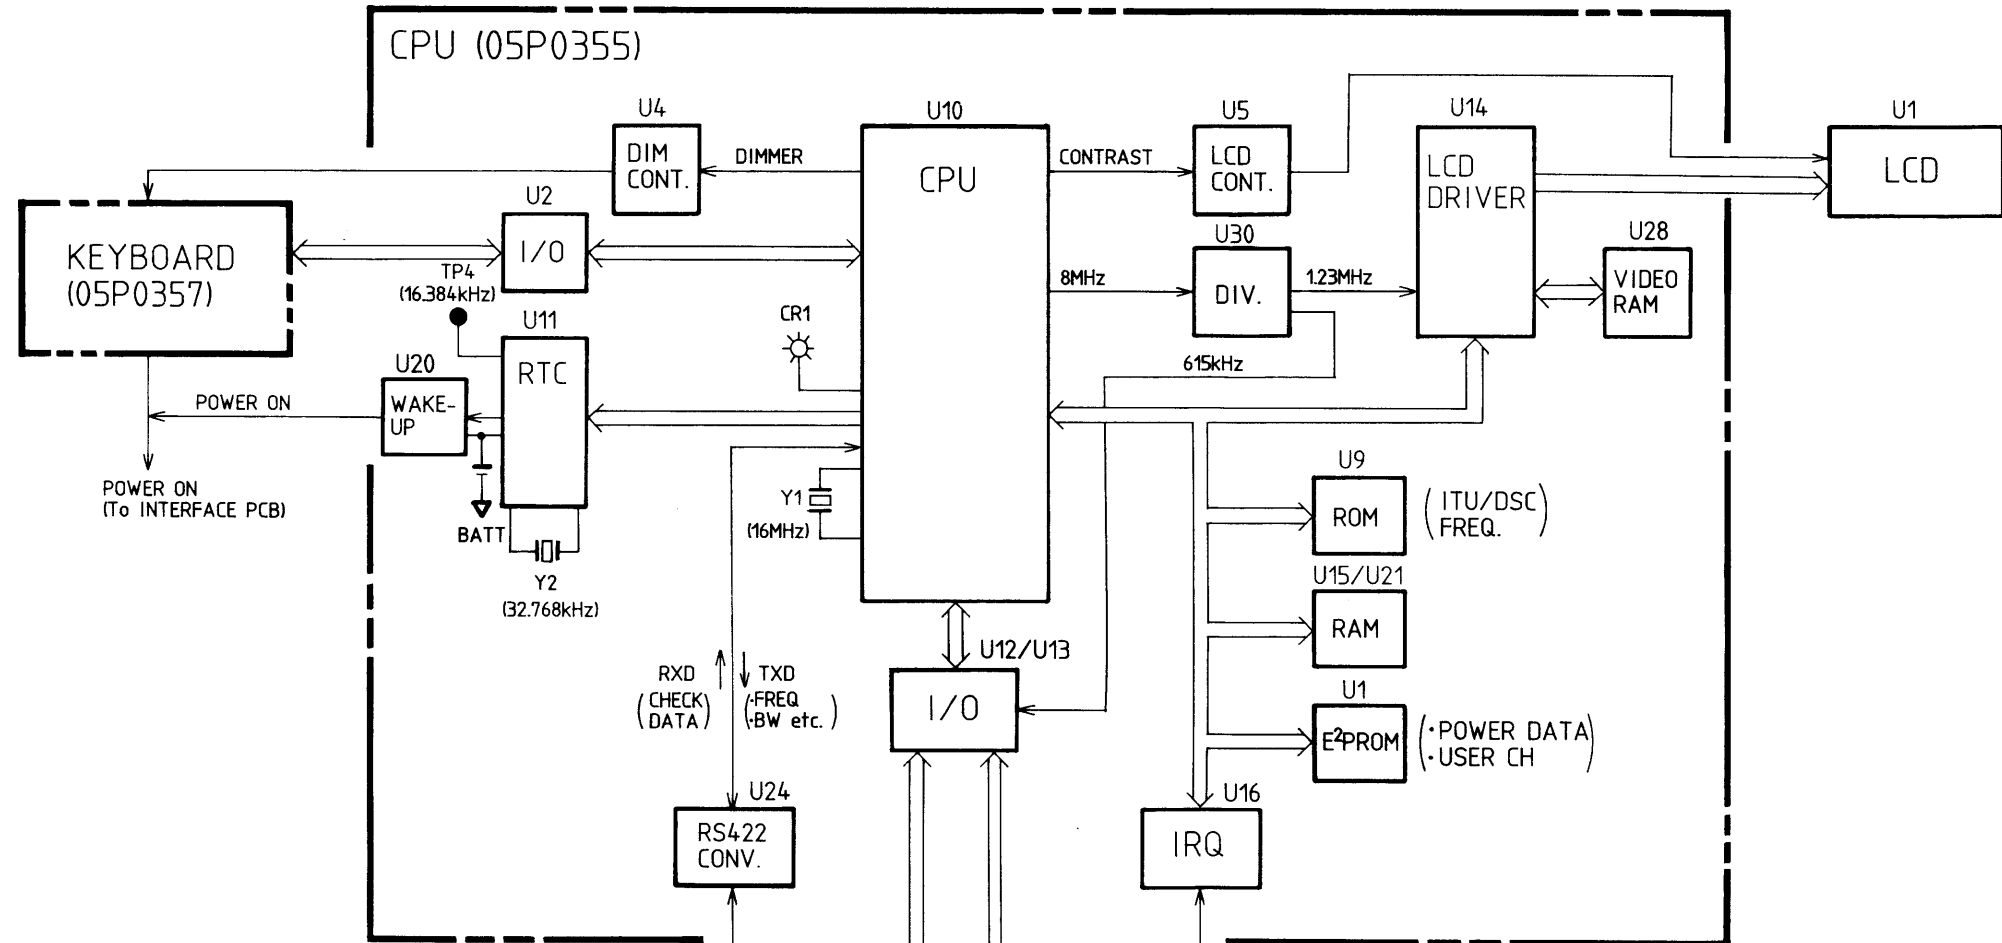 CPU (05P0355)
U4
DIM
CONT.
DIMMER
U10
CPU
CONTRAST
U5
LCD
CONT.
U14
LCD
DRIVER
U1
LCD
U2
I/O
KEYBOARD
(05P0357)
TP4
(16.384kHz)
U11
RTC
CR1
8MHz
U30
DIV.
1.23MHz
615kHz
U28
VIDEO
RAM
U20
WAKE-
UP
POWER ON
POWER ON
(To INTERFACE PCB)
BATT
Y2
(32.768kHz)
Y1
(16MHz)
U9
ROM
(ITU/DSC
FREQ.)
U15/U21
RAM
U1
E²PROM
(·POWER DATA
·USER CH)
U12/U13
I/O
RXD
(CHECK
DATA)
TXD
(·FREQ
·BW etc.)
U24
RS422
CONV.
U16
IRQ